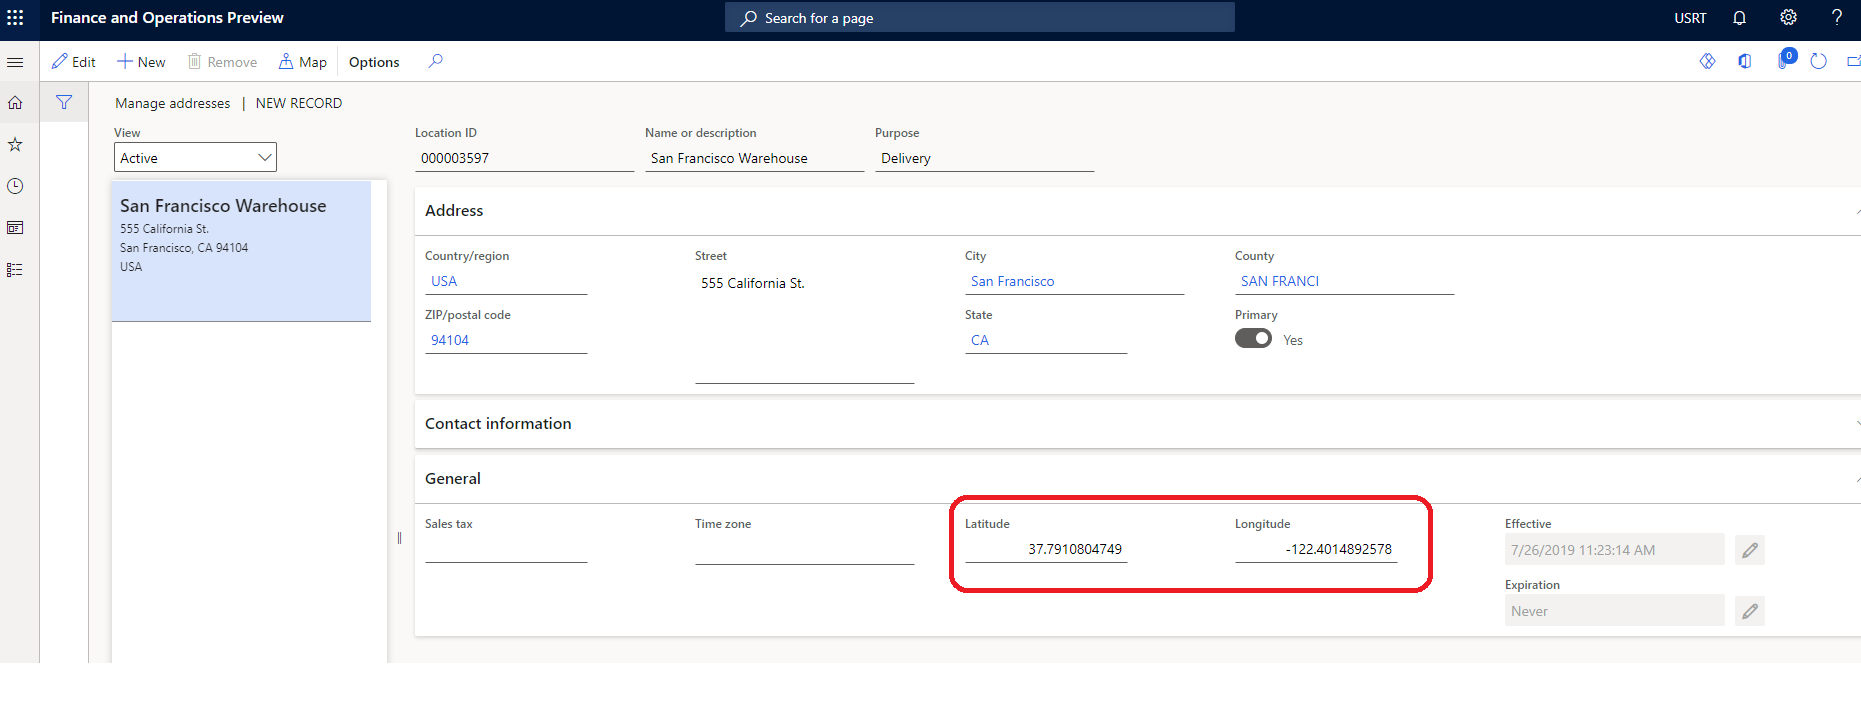 Finance and Operations Preview
Search for a page
USRT
?
Edit
New
Remove
Map
Options
0
Manage addresses | NEW RECORD
View
Active
Location ID
000003597
Name or description
San Francisco Warehouse
Purpose
Delivery
San Francisco Warehouse
555 California St.
San Francisco, CA 94104
USA
Address
Country/region
USA
Street
555 California St.
City
San Francisco
County
SAN FRANCI
ZIP/postal code
94104
State
CA
Primary
Yes
Contact information
General
Sales tax
Time zone
Latitude
37.7910804749
Longitude
-122.4014892578
Effective
7/26/2019 11:23:14 AM
Expiration
Never